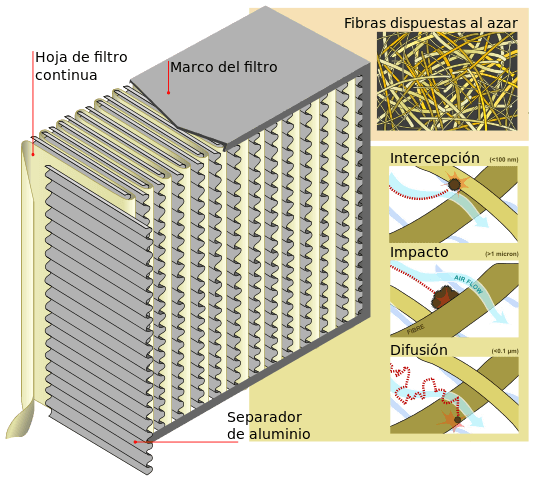 Fibras dispuestas al azar
Hoja de filtro
continua
Marco del filtro
Intercepción (<100 nm)
Impacto (>1 micron)
AIR FLOW
FIBRE
Difusión (<0.1 µm)
Separador
de aluminio